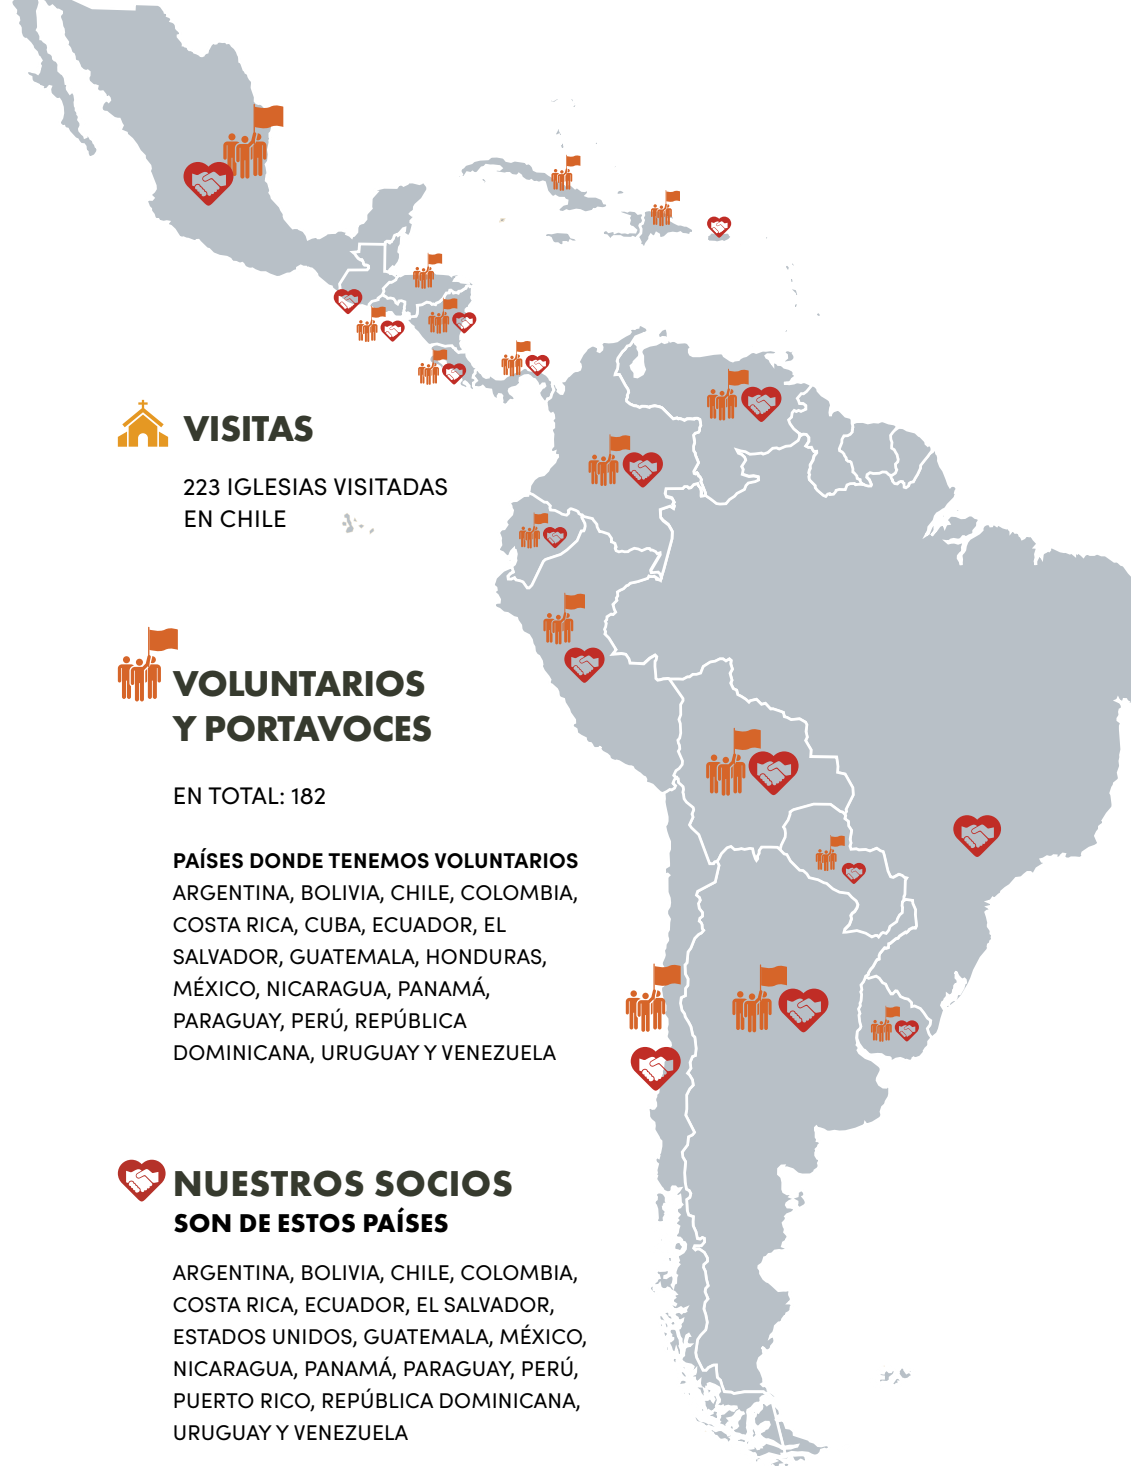 VISITAS
223 IGLESIAS VISITADAS
EN CHILE
VOLUNTARIOS
Y PORTAVOCES
EN TOTAL: 182
PAÍSES DONDE TENEMOS VOLUNTARIOS
ARGENTINA, BOLIVIA, CHILE, COLOMBIA,
COSTA RICA, CUBA, ECUADOR, EL
SALVADOR, GUATEMALA, HONDURAS,
MÉXICO, NICARAGUA, PANAMÁ,
PARAGUAY, PERÚ, REPÚBLICA
DOMINICANA, URUGUAY Y VENEZUELA
NUESTROS SOCIOS
SON DE ESTOS PAÍSES
ARGENTINA, BOLIVIA, CHILE, COLOMBIA,
COSTA RICA, ECUADOR, EL SALVADOR,
ESTADOS UNIDOS, GUATEMALA, MÉXICO,
NICARAGUA, PANAMÁ, PARAGUAY, PERÚ,
PUERTO RICO, REPÚBLICA DOMINICANA,
URUGUAY Y VENEZUELA